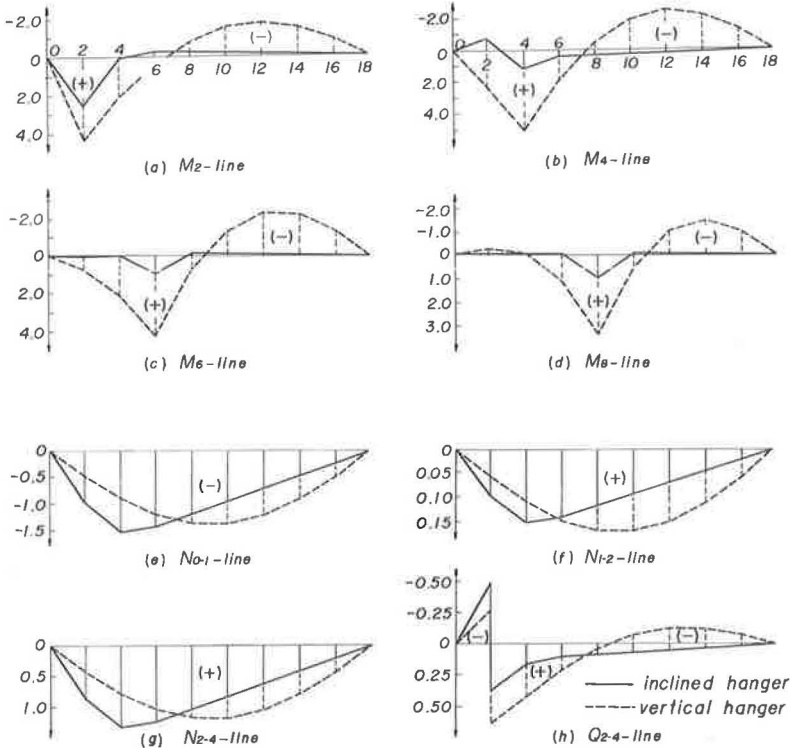 -2.0
0 2 4
0
6 8 10 12 14 16 18
(+) (-)
2.0
4.0
(a) M2-line
-2.0
0 4 6
0
2 8 10 12 14 16 18
(+) (-)
2.0
4.0
(b) M4-line
-2.0
0
2.0
4.0
(+) (-)
(c) M6-line
-2.0
-1.0
0
1.0
2.0
3.0
(+) (-)
(d) M8-line
0
-0.5
-1.0
-1.5
(-)
(e) N0-1-line
0
0.05
0.10
0.15
(+)
(f) N1-2-line
0
0.5
1.0
(+)
(g) N2-4-line
-0.50
-0.25
0
0.25
0.50
(-) (+) (-)
inclined hanger
vertical hanger
(h) Q2-4-line